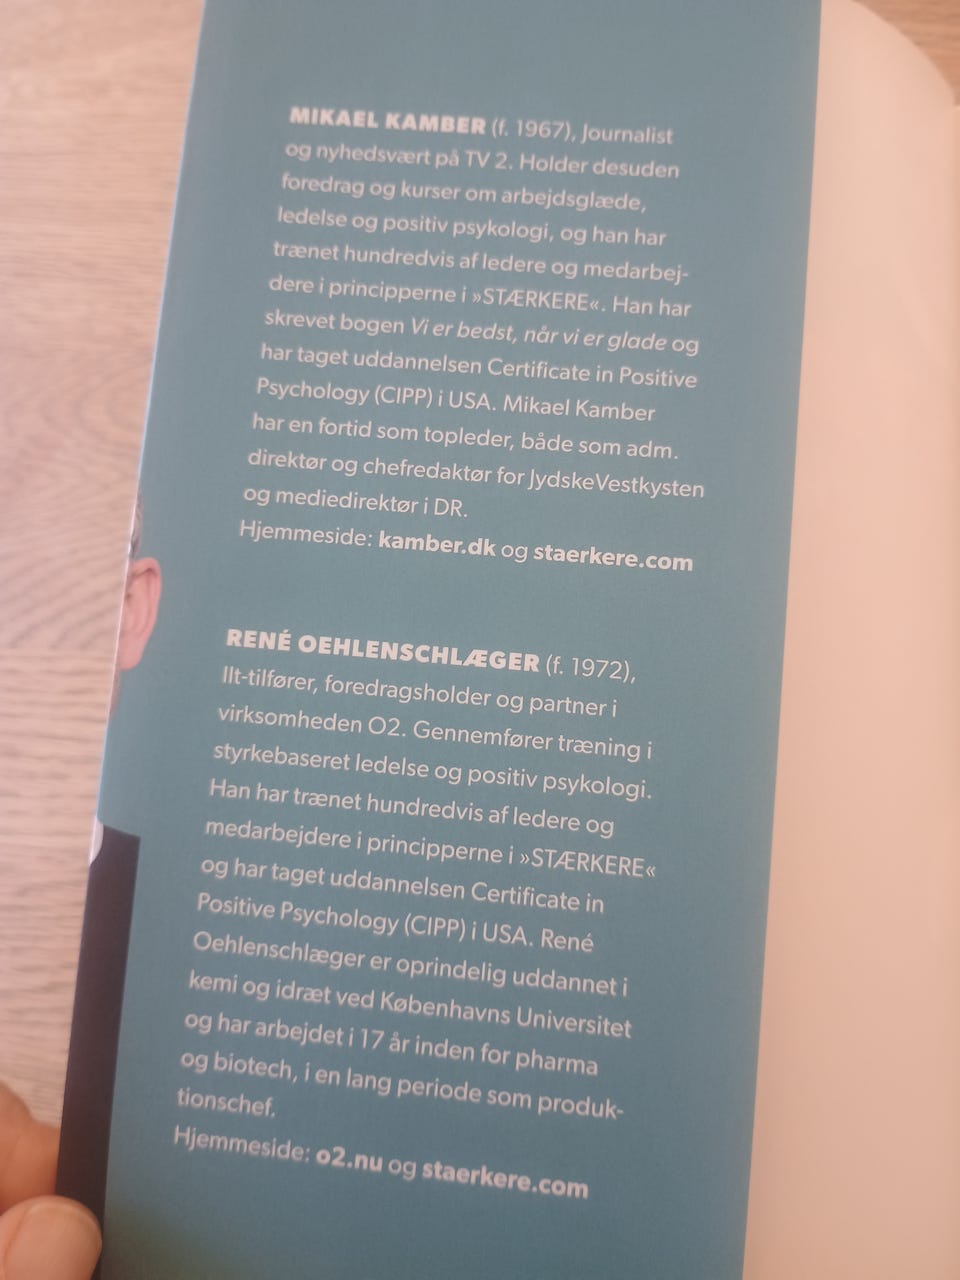 MIKAEL KAMBER (f. 1967), Journalist
og nyhedsvært på TV 2. Holder desuden
foredrag og kurser om arbejdsglæde,
ledelse og positiv psykologi, og han har
trænet hundredvis af ledere og medarbej-
dere i principperne i »STÆRKERE«. Han har
skrevet bogen Vi er bedst, når vi er glade og
har taget uddannelsen Certificate in Positive
Psychology (CIPP) i USA. Mikael Kamber
har en fortid som topleder, både som adm.
direktør og chefredaktør for JydskeVestkysten
og mediedirektør i DR.
Hjemmeside: kamber.dk og staerkere.com
RENÉ OEHLENSCHLÆGER (f. 1972),
Ilt-tilfører, foredragsholder og partner i
virksomheden O2. Gennemfører træning i
styrkebaseret ledelse og positiv psykologi.
Han har trænet hundredvis af ledere og
medarbejdere i principperne i »STÆRKERE«
og har taget uddannelsen Certificate in
Positive Psychology (CIPP) i USA. René
Oehlenschlæger er oprindelig uddannet i
kemi og idræt ved Københavns Universitet
og har arbejdet i 17 år inden for pharma
og biotech, i en lang periode som produk-
tionschef.
Hjemmeside: o2.nu og staerkere.com